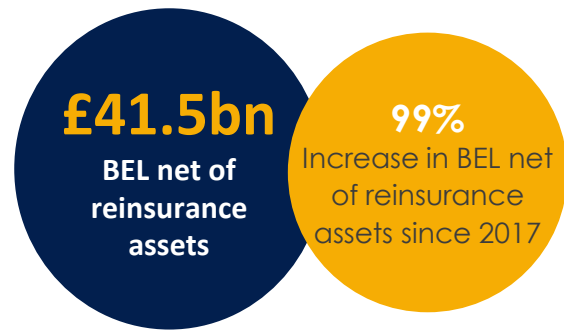 £41.5bn
BEL net of
reinsurance
assets
99%
Increase in BEL net
of reinsurance
assets since 2017